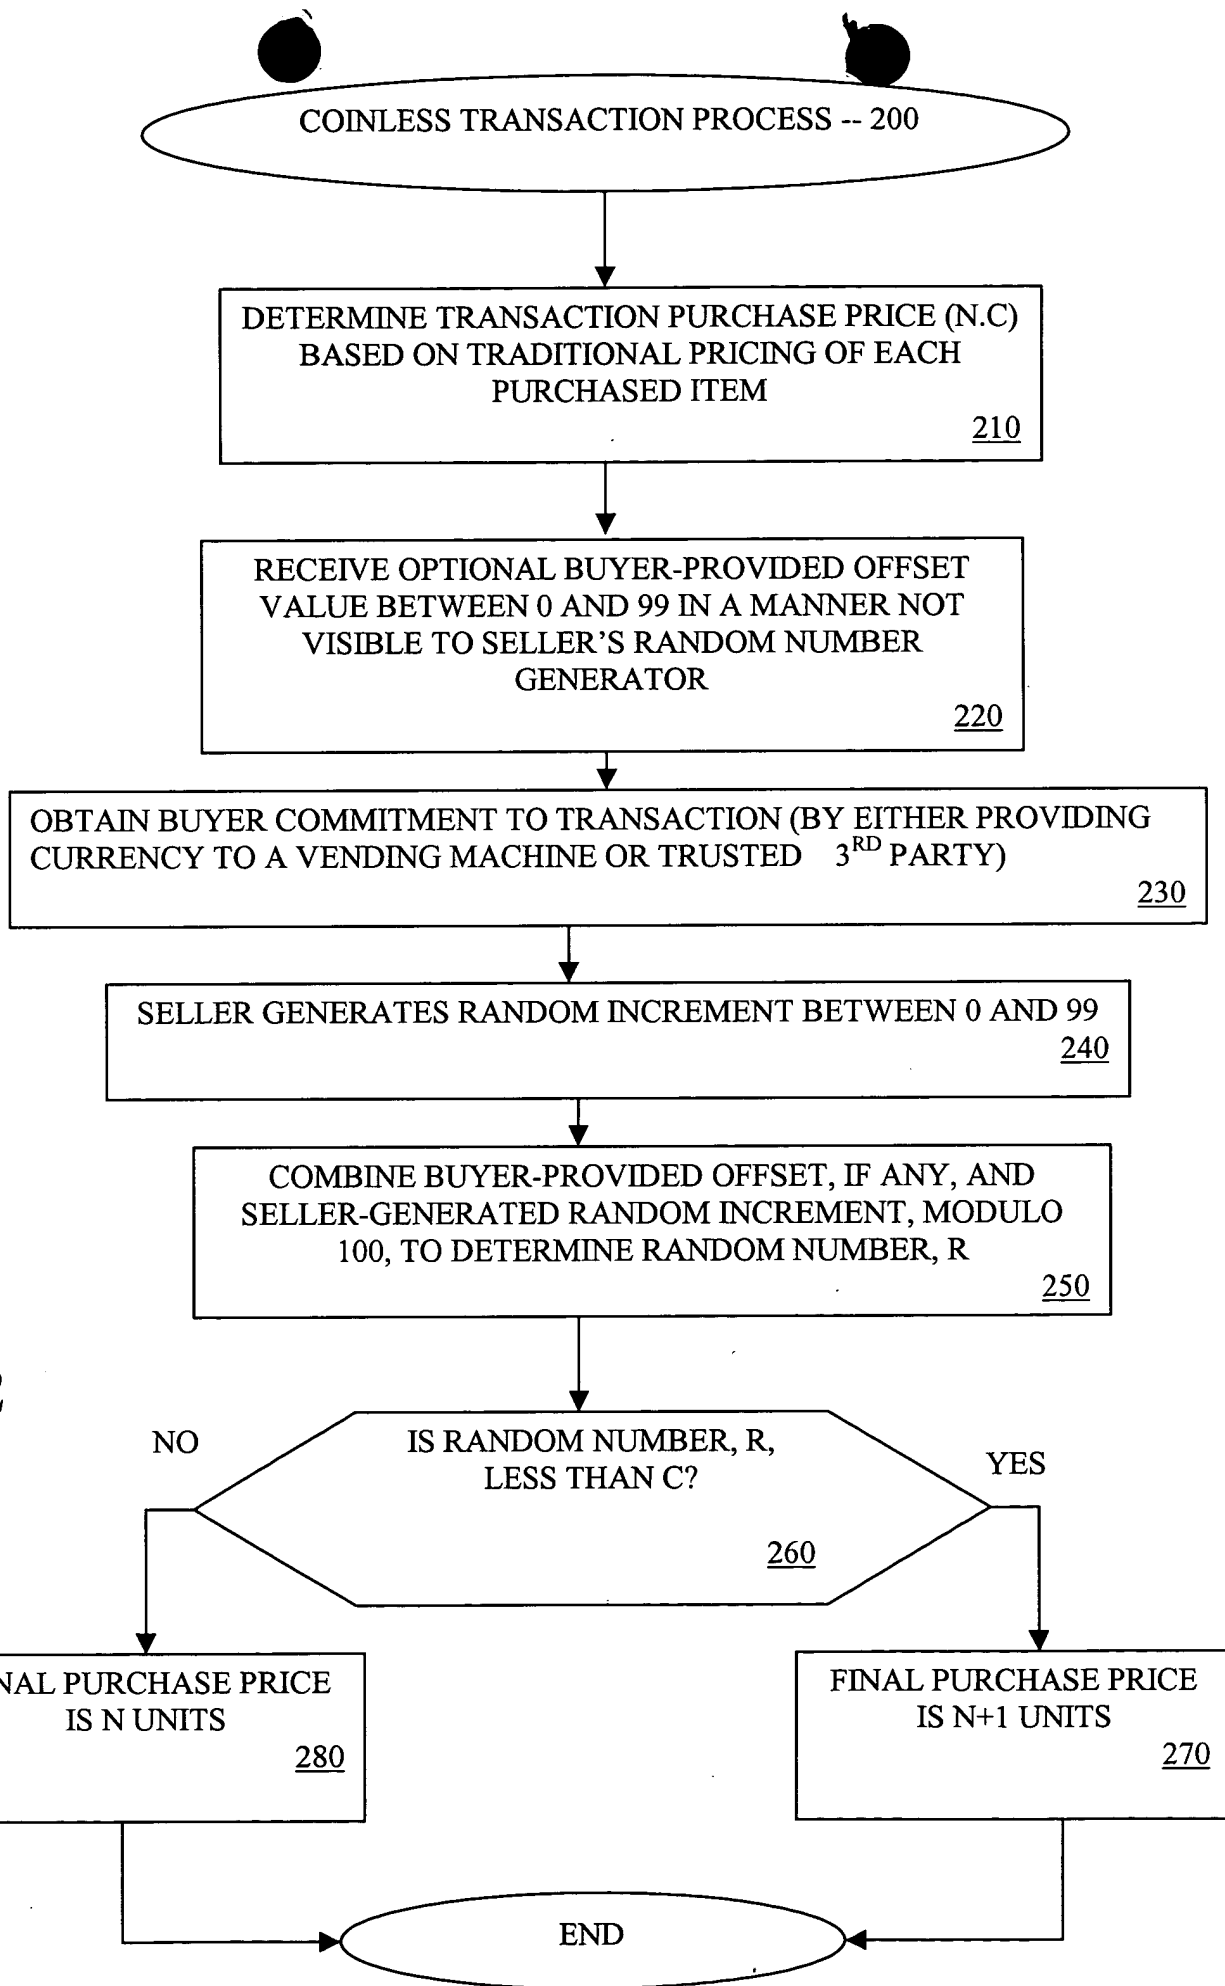 COINLESS TRANSACTION PROCESS -- 200
DETERMINE TRANSACTION PURCHASE PRICE (N.C)
BASED ON TRADITIONAL PRICING OF EACH
PURCHASED ITEM
210
RECEIVE OPTIONAL BUYER-PROVIDED OFFSET
VALUE BETWEEN 0 AND 99 IN A MANNER NOT
VISIBLE TO SELLER'S RANDOM NUMBER
GENERATOR
220
OBTAIN BUYER COMMITMENT TO TRANSACTION (BY EITHER PROVIDING
CURRENCY TO A VENDING MACHINE OR TRUSTED 3RD PARTY)
230
SELLER GENERATES RANDOM INCREMENT BETWEEN 0 AND 99
240
COMBINE BUYER-PROVIDED OFFSET, IF ANY, AND
SELLER-GENERATED RANDOM INCREMENT, MODULO
100, TO DETERMINE RANDOM NUMBER, R
250
NO
IS RANDOM NUMBER, R,
LESS THAN C?
YES
260
NAL PURCHASE PRICE
IS N UNITS
280
FINAL PURCHASE PRICE
IS N+1 UNITS
270
END